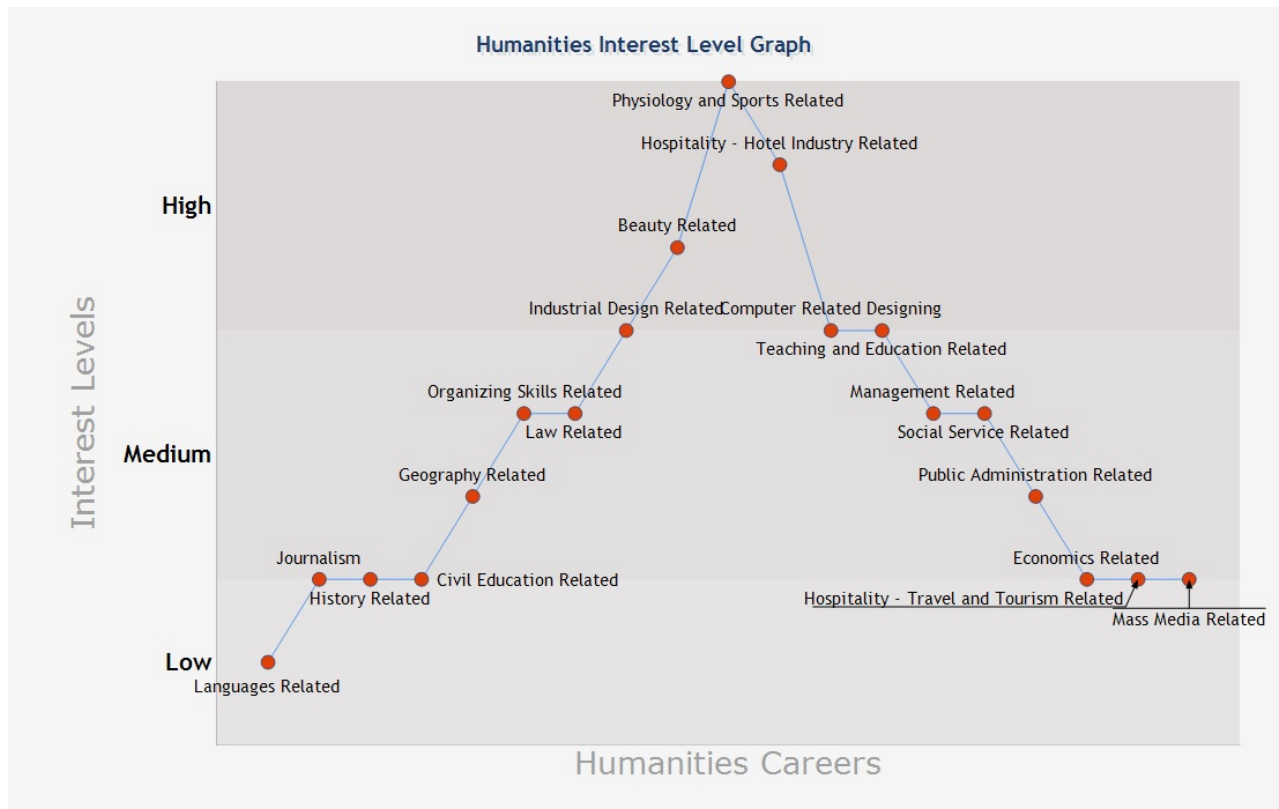 Humanities Interest Level Graph
Physiology and Sports Related
Hospitality - Hotel Industry Related
High
Beauty Related
Industrial Design Related
Computer Related Designing
Teaching and Education Related
Organizing Skills Related
Management Related
Law Related
Social Service Related
Medium
Geography Related
Public Administration Related
Interest Levels
Journalism
Economics Related
Civil Education Related
History Related
Hospitality - Travel and Tourism Related
Mass Media Related
Low
Languages Related
Humanities Careers